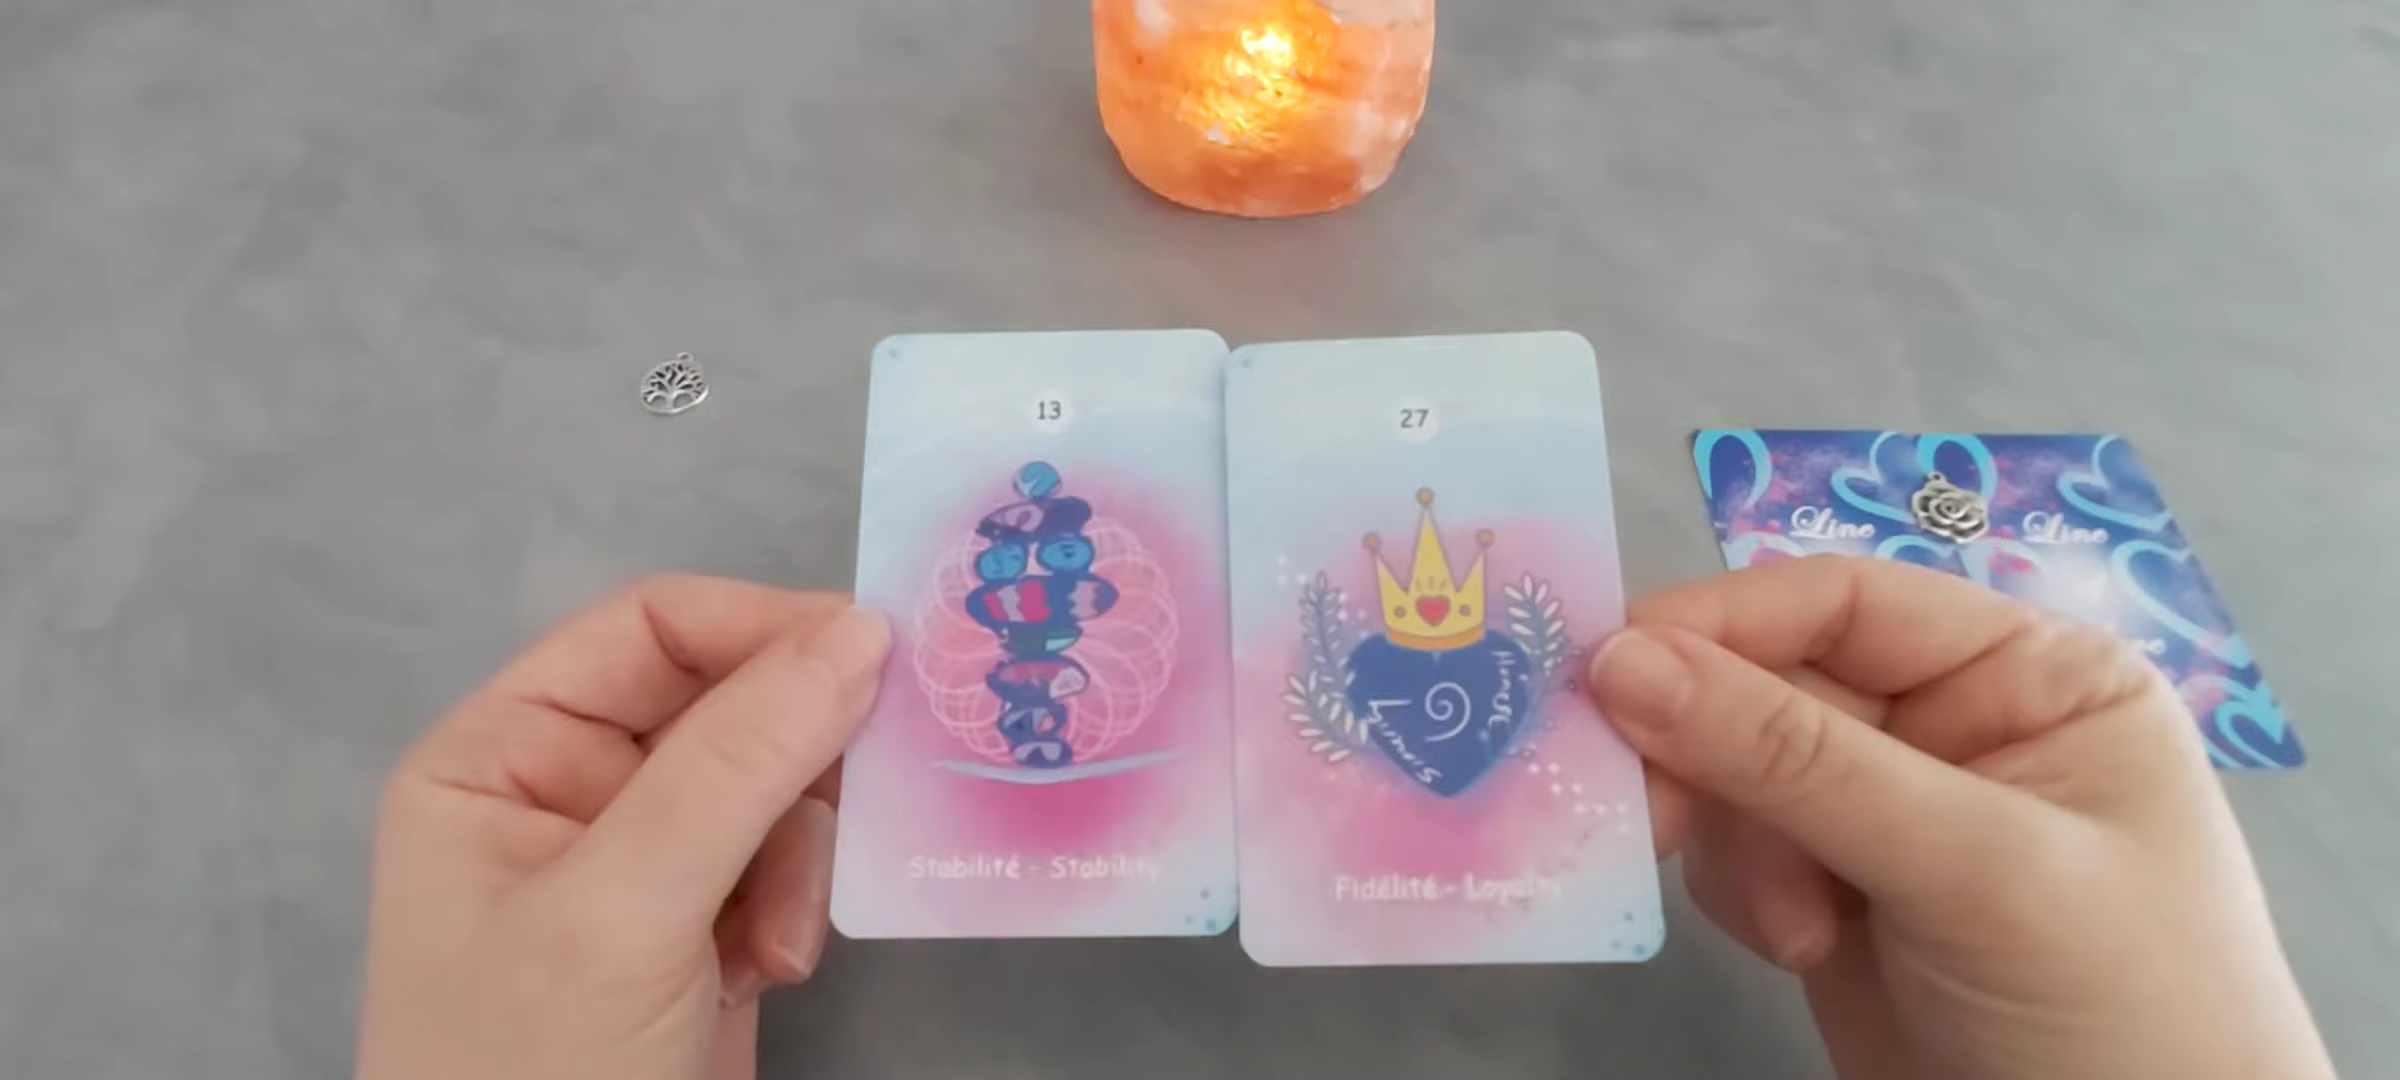 13
27
Line Line
Stabilité - Stability
Fidélité - Loyalty